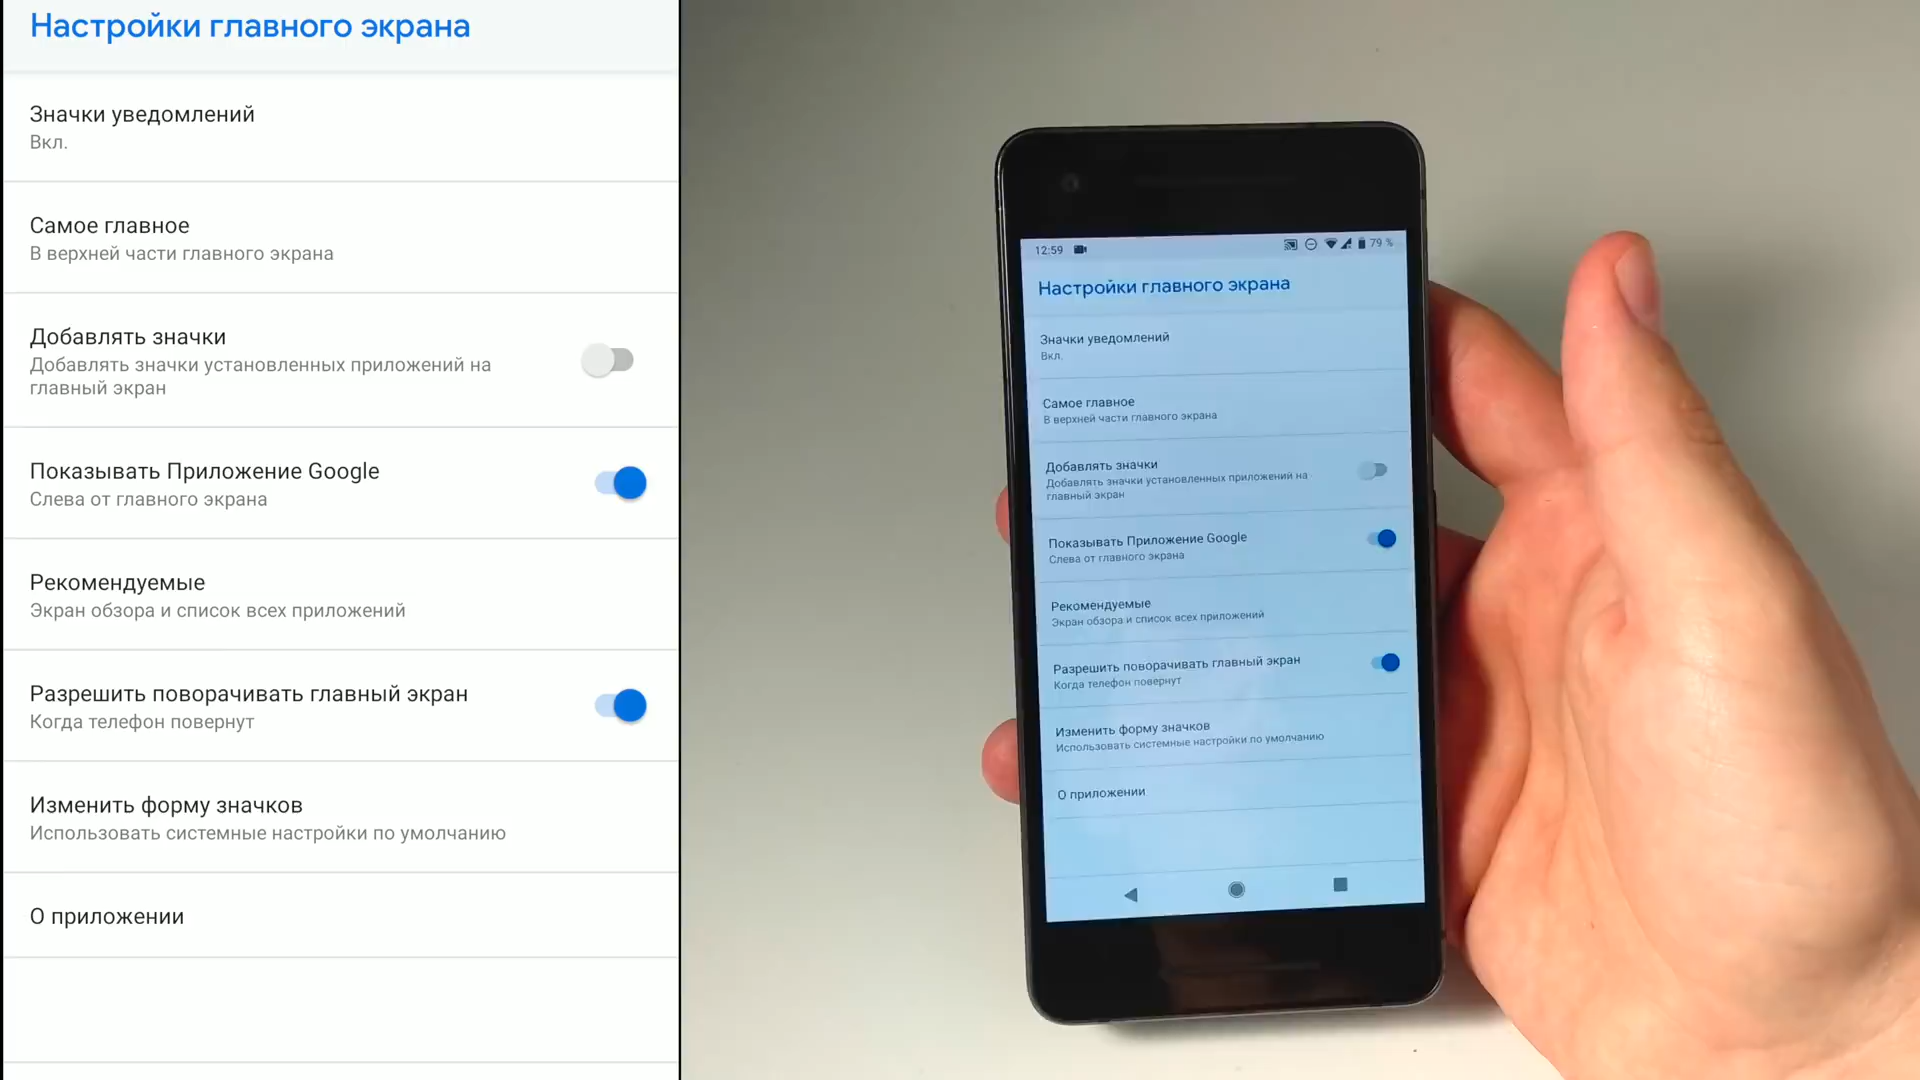 Настройки главного экрана
Значки уведомлений
Вкл.
Самое главное
В верхней части главного экрана
Добавлять значки
Добавлять значки установленных приложений на
главный экран
Показывать Приложение Google
Слева от главного экрана
Рекомендуемые
Экран обзора и список всех приложений
Разрешить поворачивать главный экран
Когда телефон повернут
Изменить форму значков
Использовать системные настройки по умолчанию
О приложении
12:59
79 %
Настройки главного экрана
Значки уведомлений
Вкл.
Самое главное
В верхней части главного экрана
Добавлять значки
Добавлять значки установленных приложений на
главный экран
Показывать Приложение Google
Слева от главного экрана
Рекомендуемые
Экран обзора и список всех приложений
Разрешить поворачивать главный экран
Когда телефон повернут
Изменить форму значков
Использовать системные настройки по умолчанию
О приложении